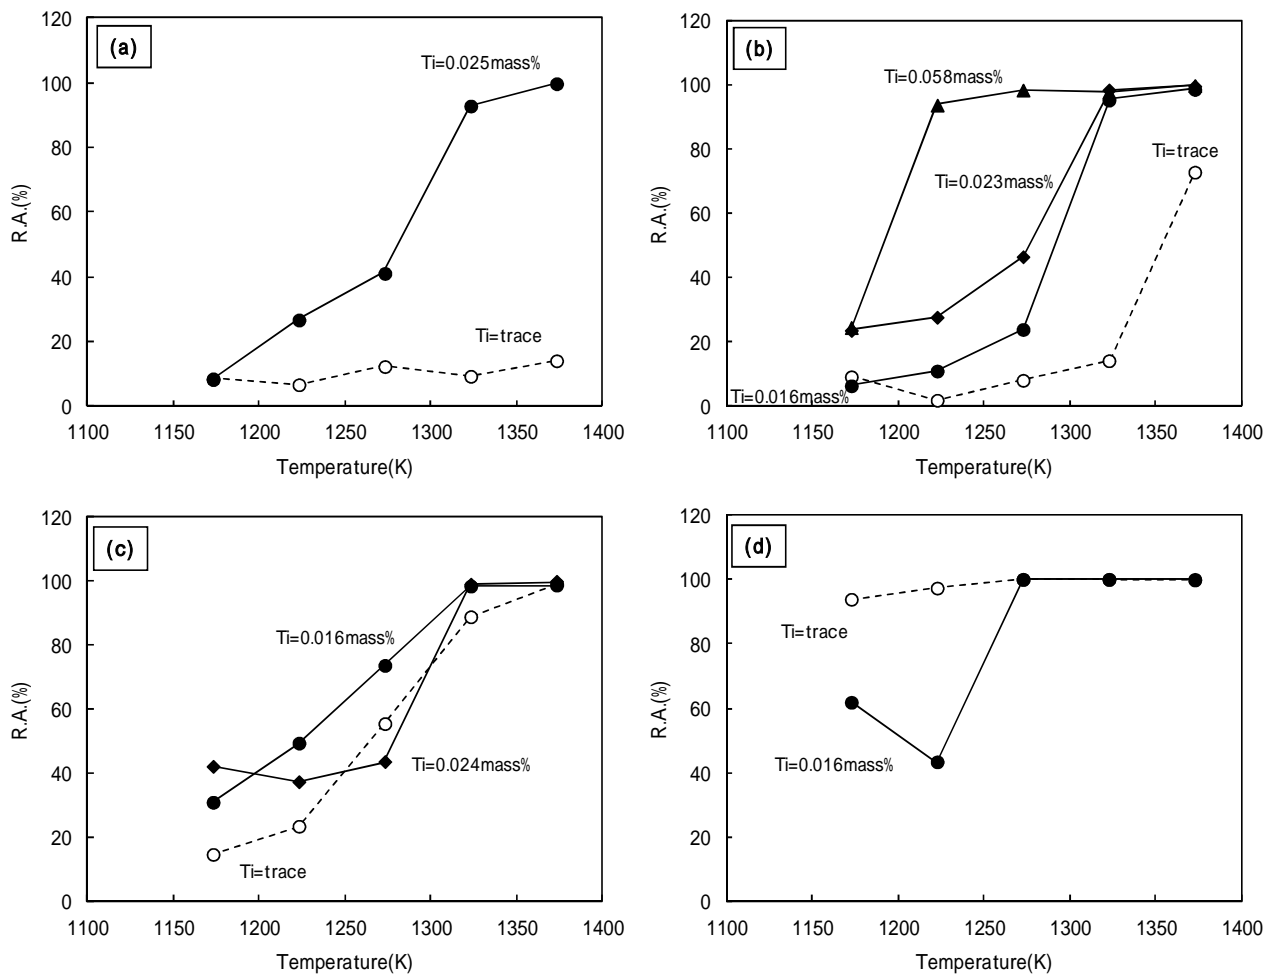 (a)
Ti=0.025mass%
Ti=trace
R.A.(%)
120
100
80
60
40
20
0
1100 1150 1200 1250 1300 1350 1400
Temperature(K)
(b)
Ti=0.058mass%
Ti=trace
Ti=0.023mass%
Ti=0.016mass%
R.A.(%)
120
100
80
60
40
20
0
1100 1150 1200 1250 1300 1350 1400
Temperature(K)
(c)
Ti=0.016mass%
Ti=0.024mass%
Ti=trace
R.A.(%)
120
100
80
60
40
20
0
1100 1150 1200 1250 1300 1350 1400
Temperature(K)
(d)
Ti=trace
Ti=0.016mass%
R.A.(%)
120
100
80
60
40
20
0
1100 1150 1200 1250 1300 1350 1400
Temperature(K)